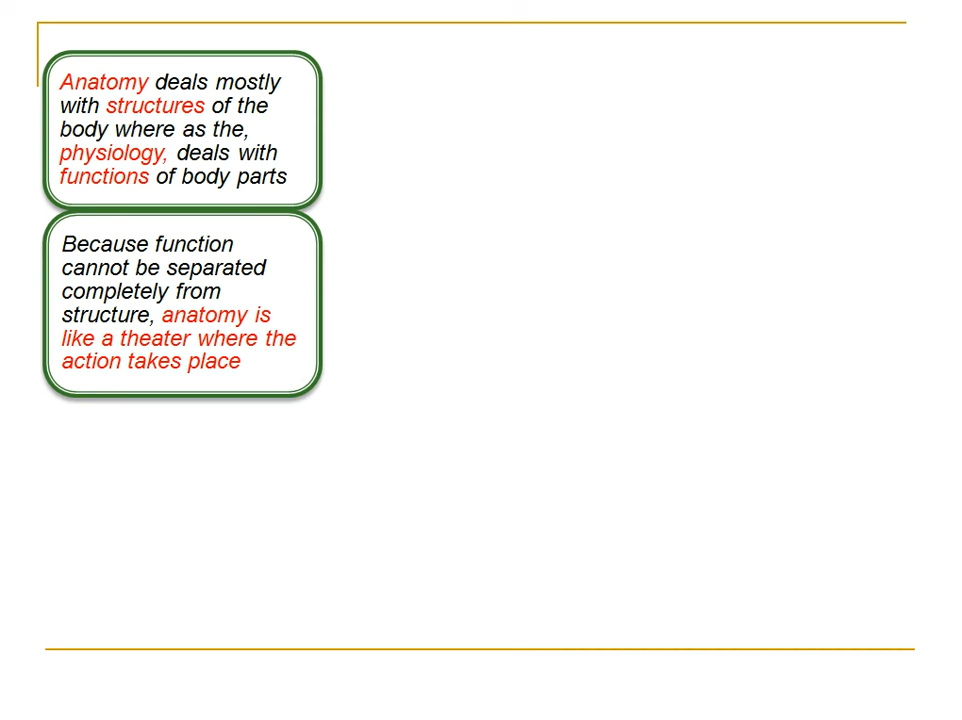 Anatomy deals mostly
with structures of the
body where as the,
physiology, deals with
functions of body parts
Because function
cannot be separated
completely from
structure, anatomy is
like a theater where the
action takes place